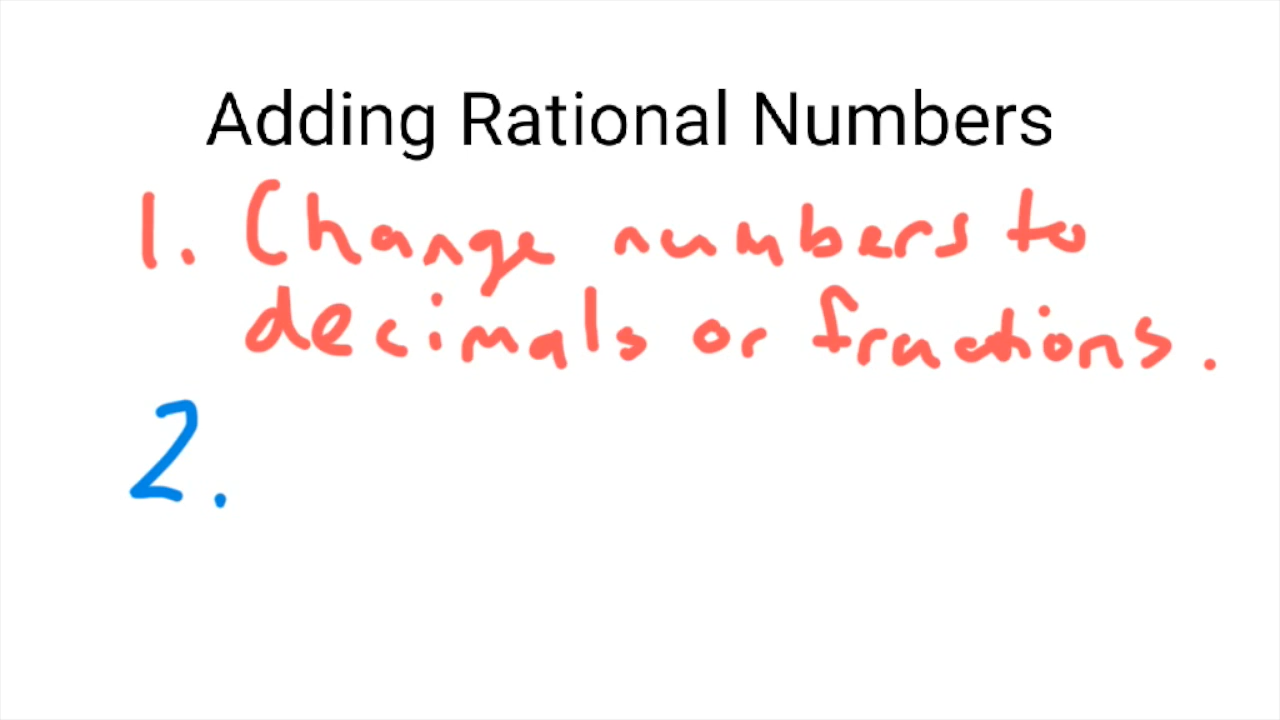 Adding Rational Numbers
1. Change numbers to
decimals or fractions.
2.